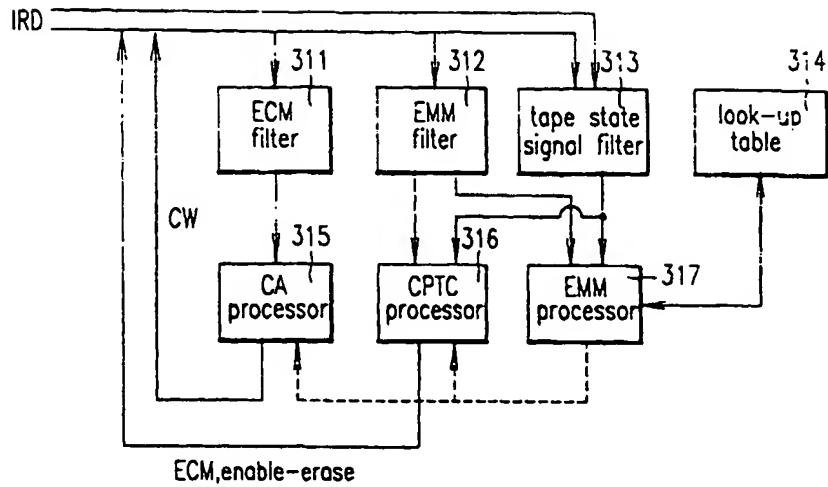 IRD
311
312
313
314
ECM
filter
EMM
filter
tape state
signal filter
look-up
table
CW
315
316
317
CA
processor
CPTC
processor
EMM
processor
ECM,enable-erase